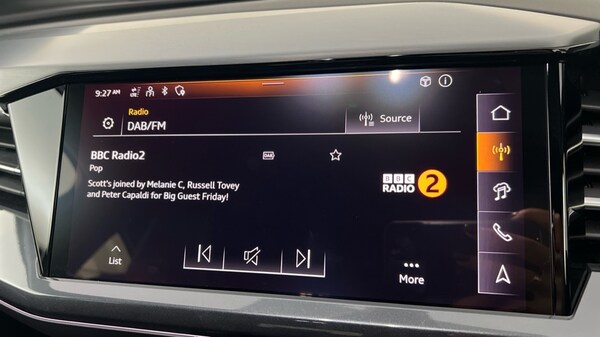 9:27 AM
LTE
Radio
DAB/FM
Source
BBC Radio2
DAB
Pop
Scott's joined by Melanie C, Russell Tovey
and Peter Capaldi for Big Guest Friday!
BBC
RADIO 2
List
More